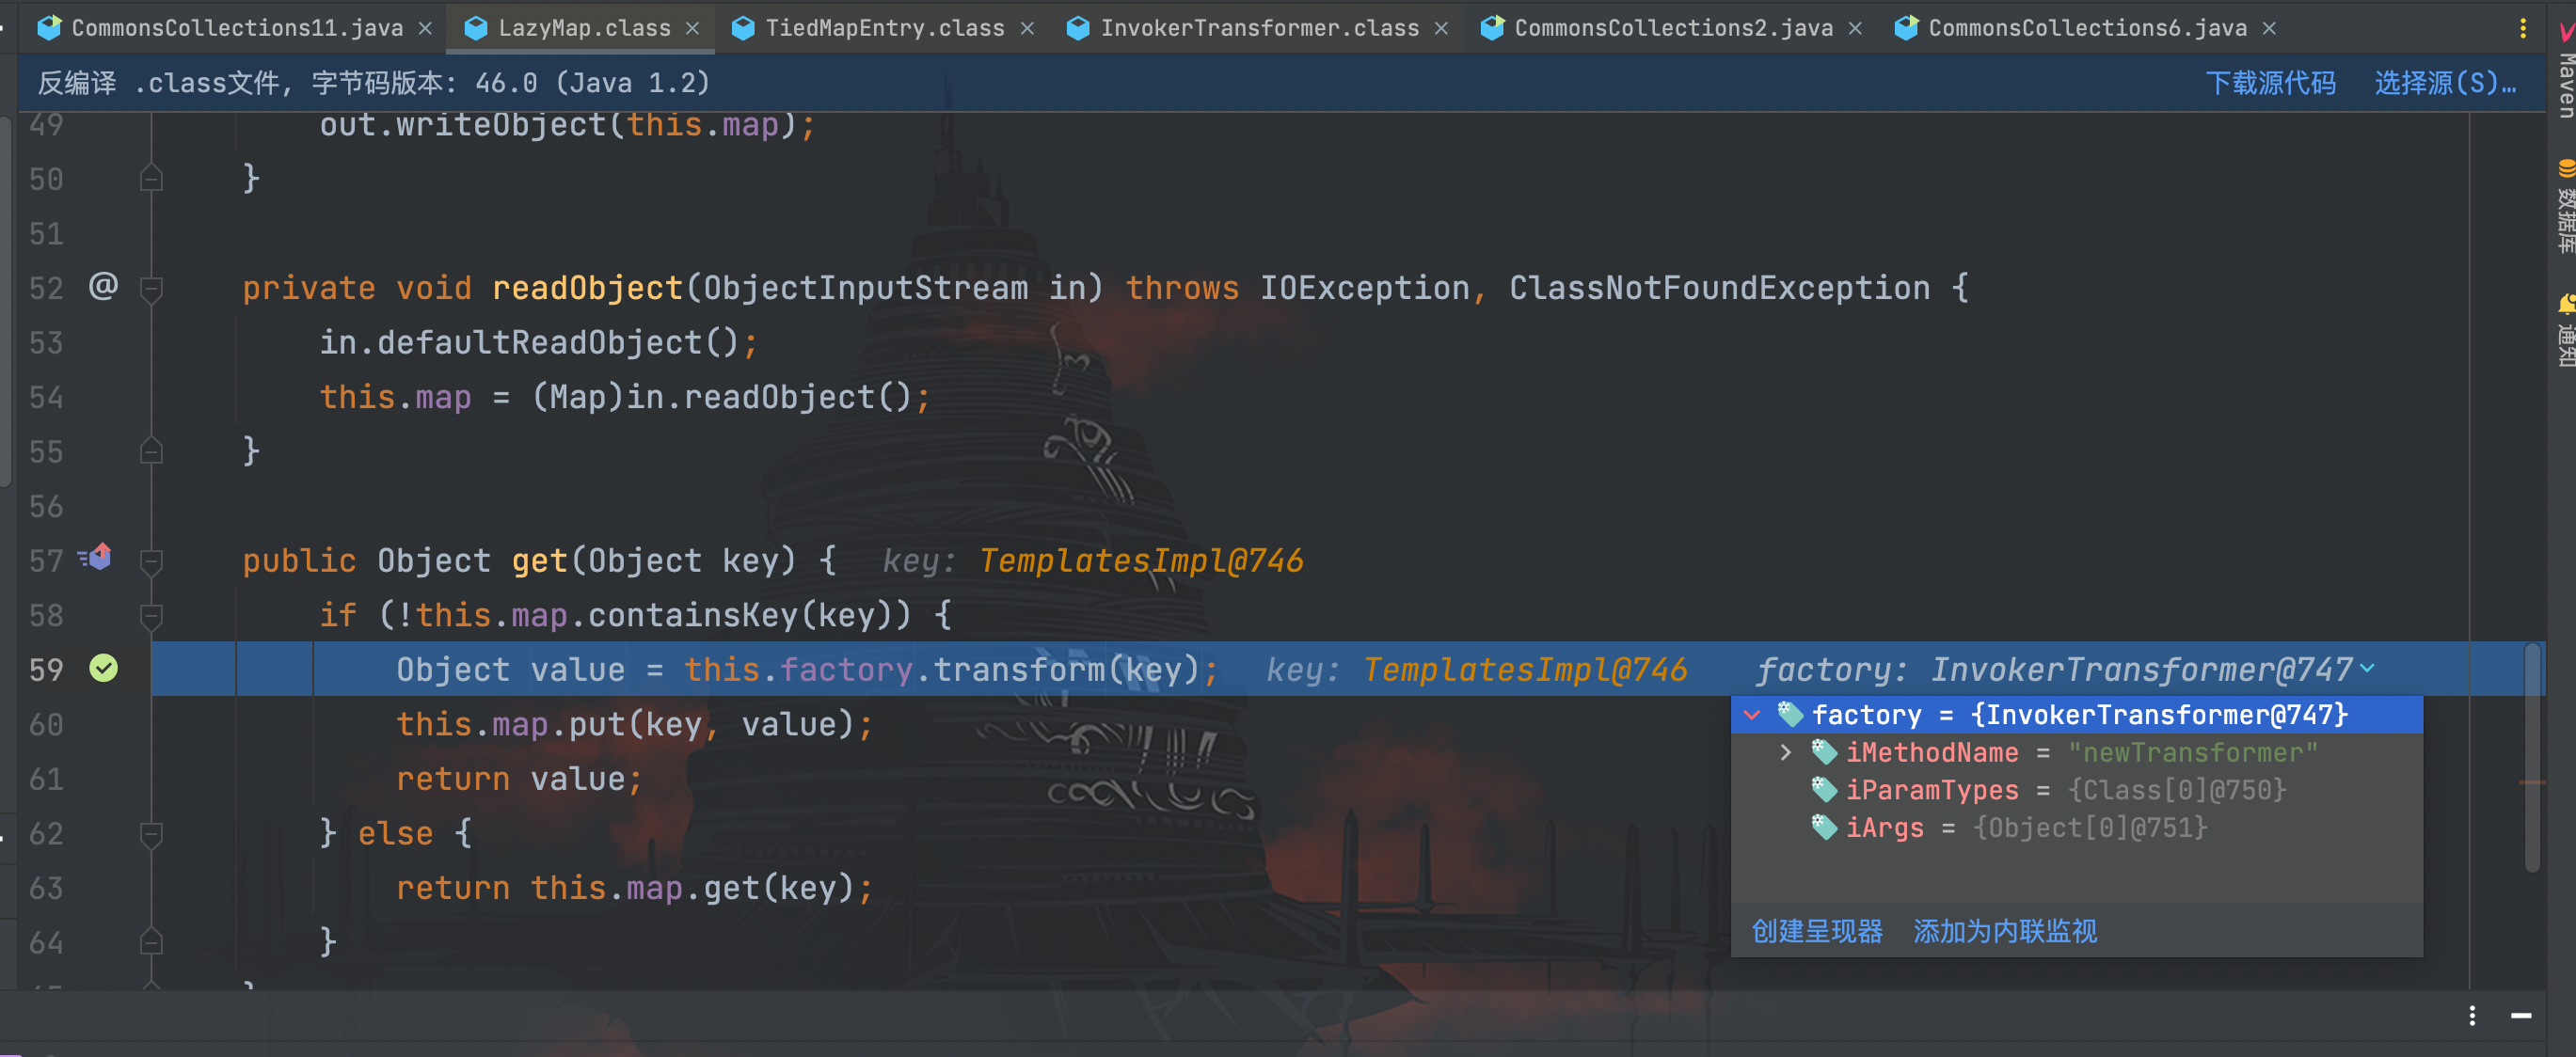 CommonsCollections11.java LazyMap.class TiedMapEntry.class InvokerTransformer.class CommonsCollections2.java CommonsCollections6.java
反编译 .class文件, 字节码版本: 46.0 (Java 1.2) 下载源代码 选择源(S)…
49 out.writeObject(this.map);
50 }
51
52 @ private void readObject(ObjectInputStream in) throws IOException, ClassNotFoundException {
53 in.defaultReadObject();
54 this.map = (Map)in.readObject();
55 }
56
57 public Object get(Object key) { key: TemplatesImpl@746
58 if (!this.map.containsKey(key)) {
59 Object value = this.factory.transform(key); key: TemplatesImpl@746 factory: InvokerTransformer@747
60 this.map.put(key, value);
61 return value;
62 } else {
63 return this.map.get(key);
64 }
factory = {InvokerTransformer@747}
iMethodName = "newTransformer"
iParamTypes = {Class[0]@750}
iArgs = {Object[0]@751}
创建呈现器 添加为内联监视
Maven
数据库
通知